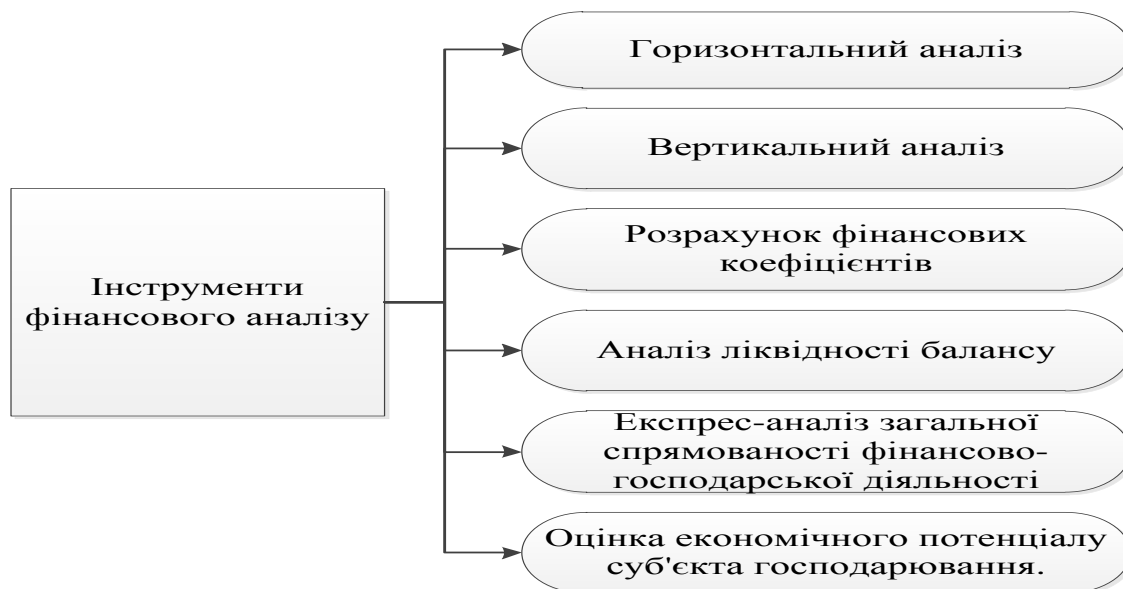 Горизонтальний аналіз
Вертикальний аналіз
Розрахунок фінансових
коефіцієнтів
Інструменти
фінансового аналізу
Аналіз ліквідності балансу
Експрес-аналіз загальної
спрямованості фінансово-
господарської діяльності
Оцінка економічного потенціалу
суб'єкта господарювання.